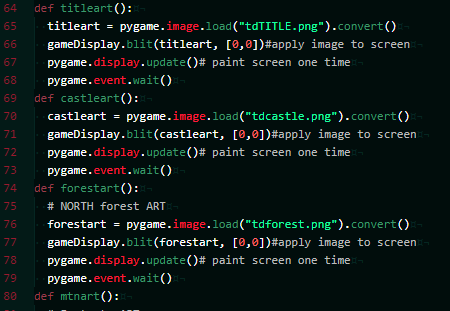 64 def titleart():
65 titleart = pygame.image.load("tdTITLE.png").convert()
66 gameDisplay.blit(titleart, [0,0])#apply image to screen
67 pygame.display.update()# paint screen one time
68 pygame.event.wait()
69 def castleart():
70 castleart = pygame.image.load("tdcastle.png").convert()
71 gameDisplay.blit(castleart, [0,0])#apply image to screen
72 pygame.display.update()# paint screen one time
73 pygame.event.wait()
74 def forestart():
75 # NORTH forest ART
76 forestart = pygame.image.load("tdforest.png").convert()
77 gameDisplay.blit(forestart, [0,0])#apply image to screen
78 pygame.display.update()# paint screen one time
79 pygame.event.wait()
80 def mtnart():